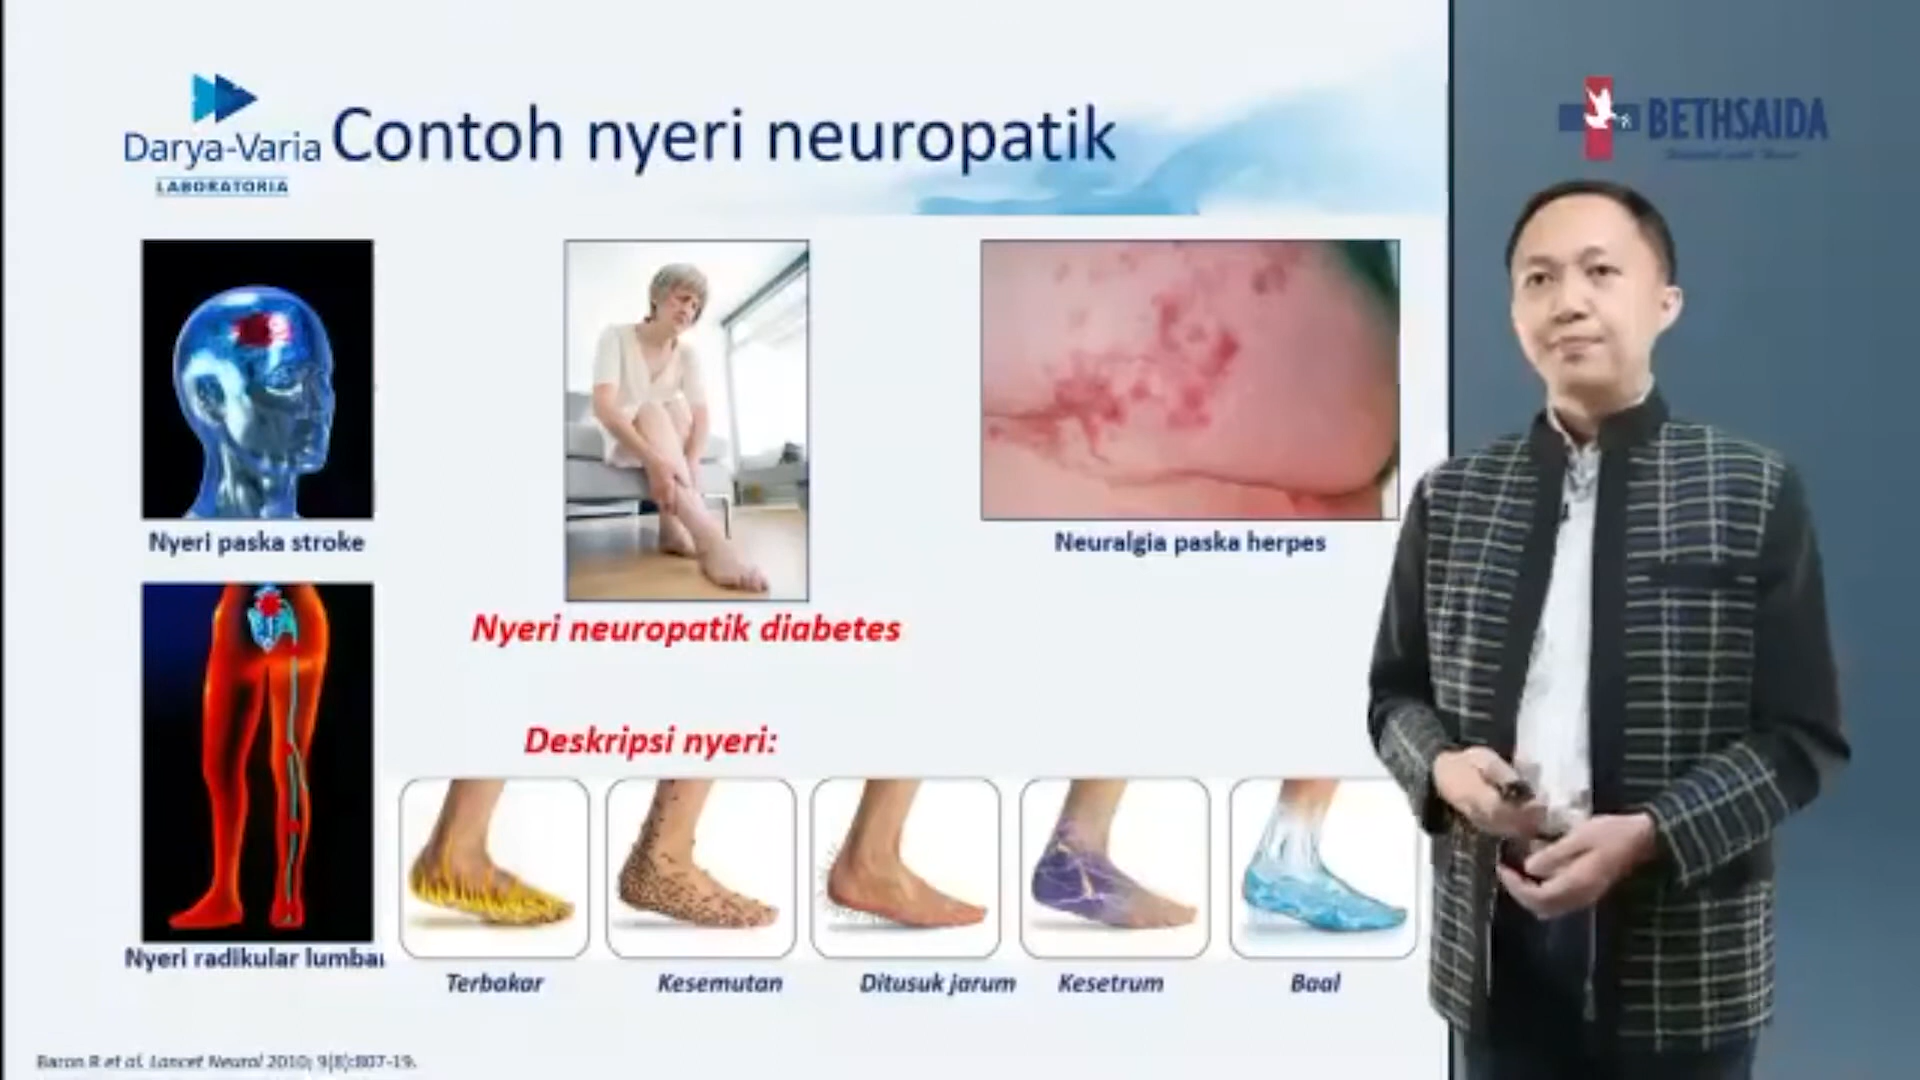 Darya-Varia
LABORATORIA
Contoh nyeri neuropatik
BETHSAIDA
Nyeri paska stroke
Neuralgia paska herpes
Nyeri neuropatik diabetes
Deskripsi nyeri:
Nyeri radikular lumbal
Terbakar
Kesemutan
Ditusuk jarum
Kesetrum
Baal
Baron R et al. Lancet Neurol 2010; 9(8):807-19.